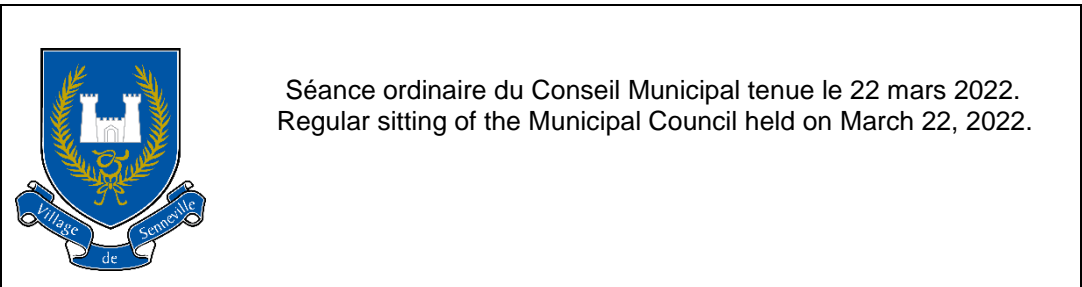 Séance ordinaire du Conseil Municipal tenue le 22 mars 2022.
Regular sitting of the Municipal Council held on March 22, 2022.
Village
de
Senneville